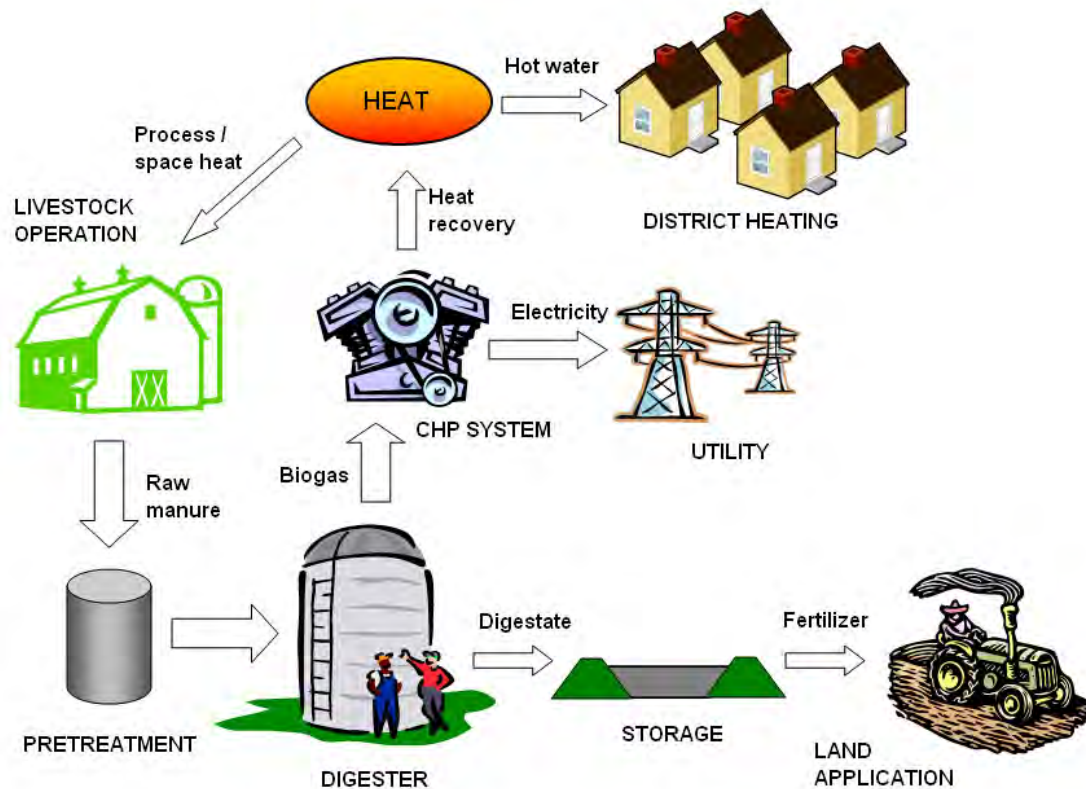 HEAT
Hot water
Process /
space heat
Heat
recovery
LIVESTOCK
OPERATION
DISTRICT HEATING
Electricity
CHP SYSTEM
UTILITY
Raw
manure
Biogas
Digestate
Fertilizer
PRETREATMENT
DIGESTER
STORAGE
LAND
APPLICATION